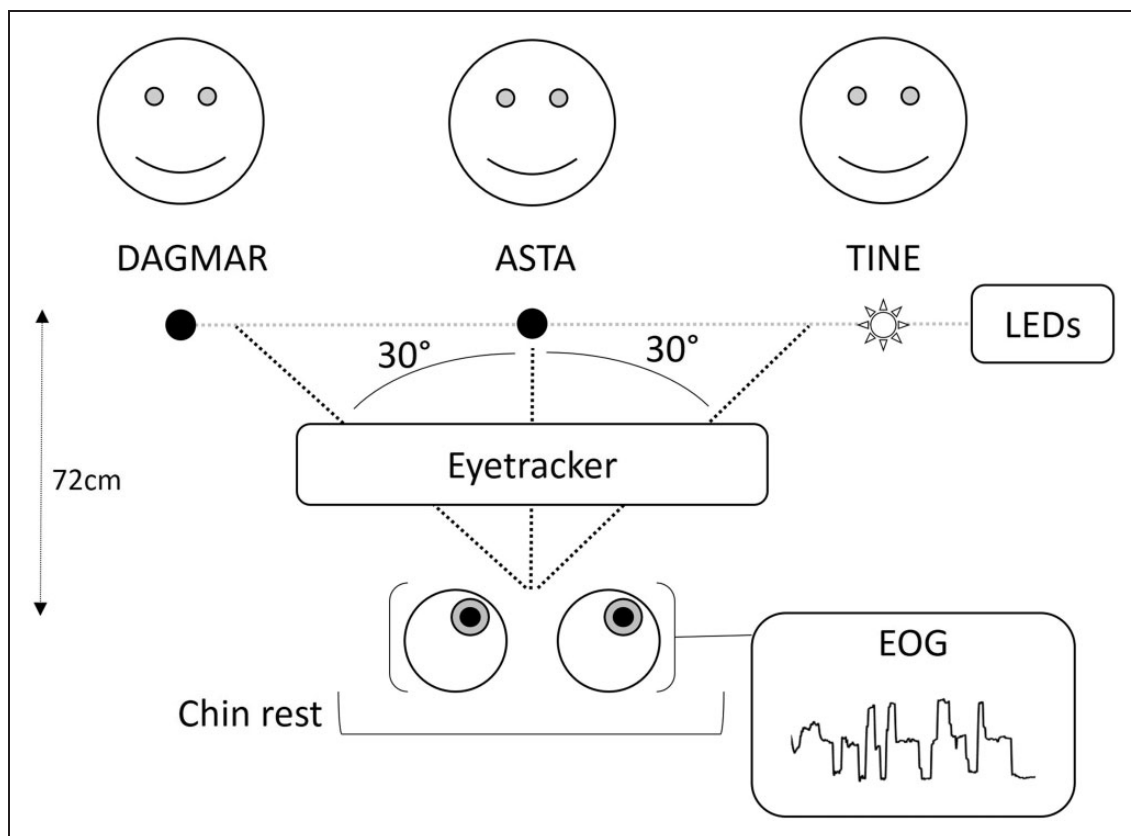 DAGMAR
ASTA
TINE
LEDs
30°
30°
72cm
Eyetracker
EOG
Chin rest